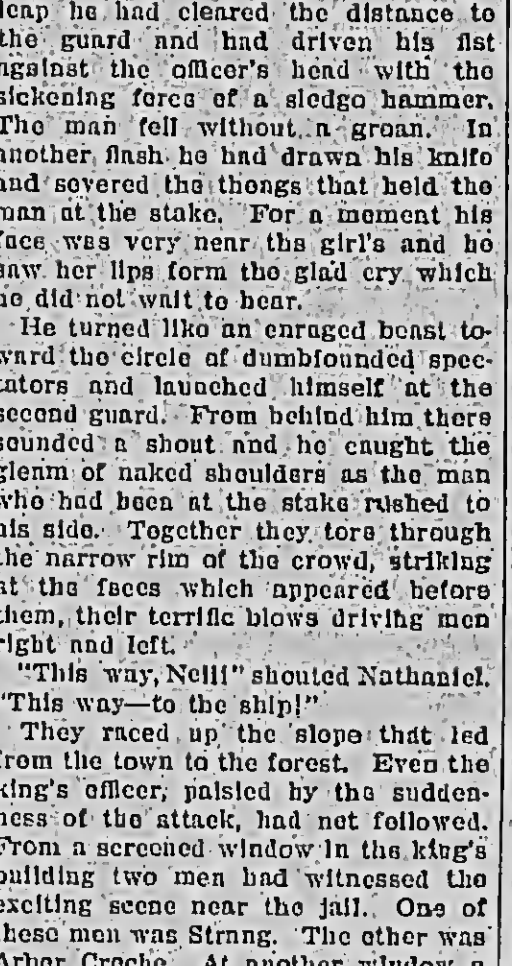 leap he had cleared the distance to
the guard and had driven his fist
against the officer's head with the
sickening force of a sledge hammer.
The man fell without a groan. In
another flash he had drawn his knife
and severed the thongs that held the
man at the stake. For a moment his
face was very near the girl's and he
saw her lips form the glad cry which
he did not wait to hear.
He turned like an enraged beast to-
ward the circle of dumbfounded spec-
tators and launched himself at the
second guard. From behind him there
sounded a shout and he caught the
gleam of naked shoulders as the man
who had been at the stake rushed to
his side. Together they tore through
the narrow rim of the crowd, striking
at the faces which appeared before
them, their terrific blows driving men
right and left.
"This way, Neil!" shouted Nathaniel.
"This way—to the ship!"
They raced up the slope that led
from the town to the forest. Even the
king's officer, palsied by the sudden-
ness of the attack, had not followed.
From a screened window in the king's
building two men had witnessed the
exciting scene near the jail. One of
these men was Strang. The other was
Arbor Croche. At another window a